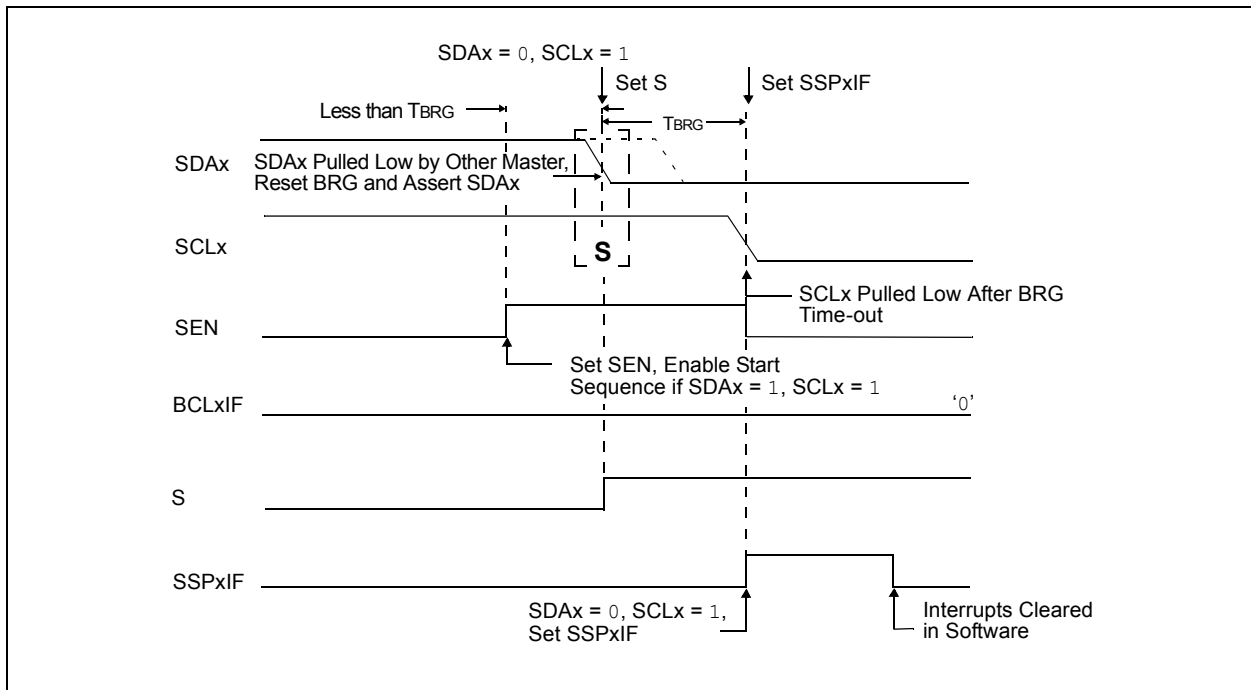 SDAx = 0, SCLx = 1
Set S
Set SSPxIF
Less than TBRG
TBRG
SDAx
SDAx Pulled Low by Other Master,
Reset BRG and Assert SDAx
SCLx
S
SCLx Pulled Low After BRG
Time-out
SEN
Set SEN, Enable Start
Sequence if SDAx = 1, SCLx = 1
BCLxIF
‘0’
S
SSPxIF
SDAx = 0, SCLx = 1,
Set SSPxIF
Interrupts Cleared
in Software